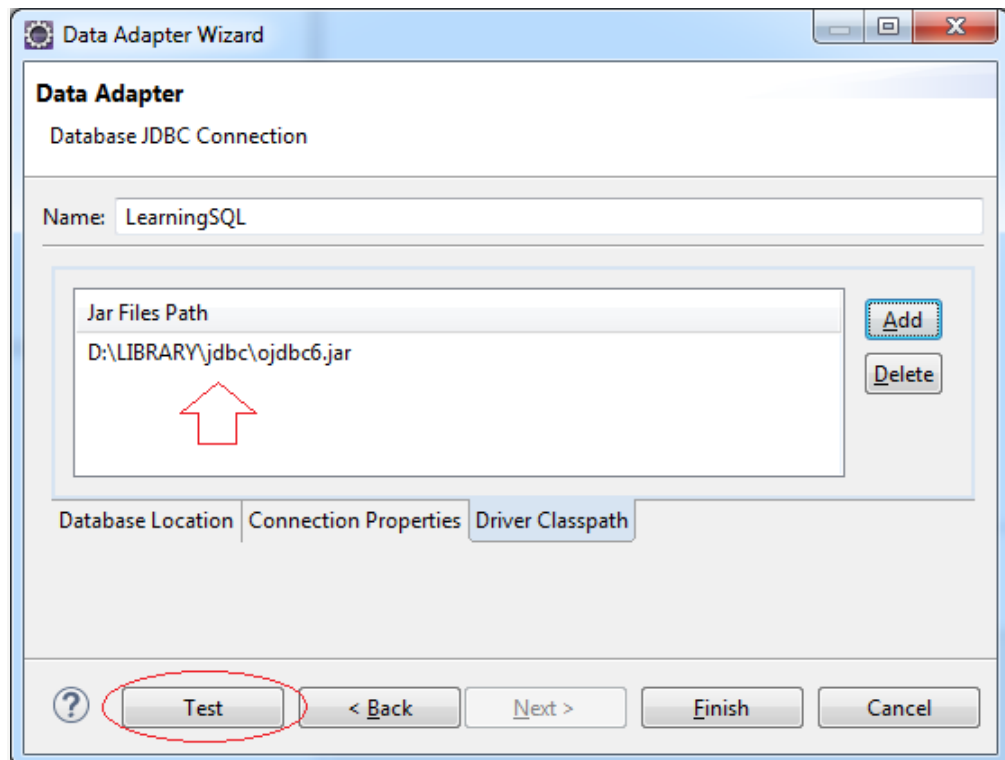 Data Adapter Wizard
Data Adapter
Database JDBC Connection
Name: LearningSQL
Jar Files Path
D:\LIBRARY\jdbc\ojdbc6.jar
Add
Delete
Database Location Connection Properties Driver Classpath
? Test < Back Next > Finish Cancel